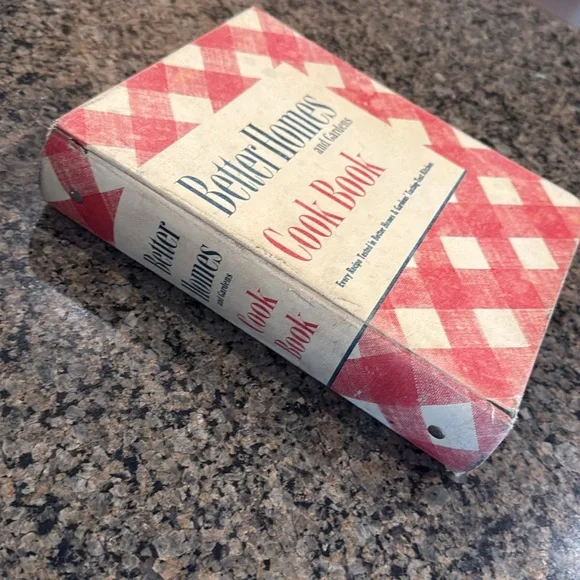 Better Homes
and Gardens
Cook Book
Every Recipe Tested in Better Homes & Gardens' Tasting-Test Kitchen
Better
Homes
and Gardens
Cook
Book